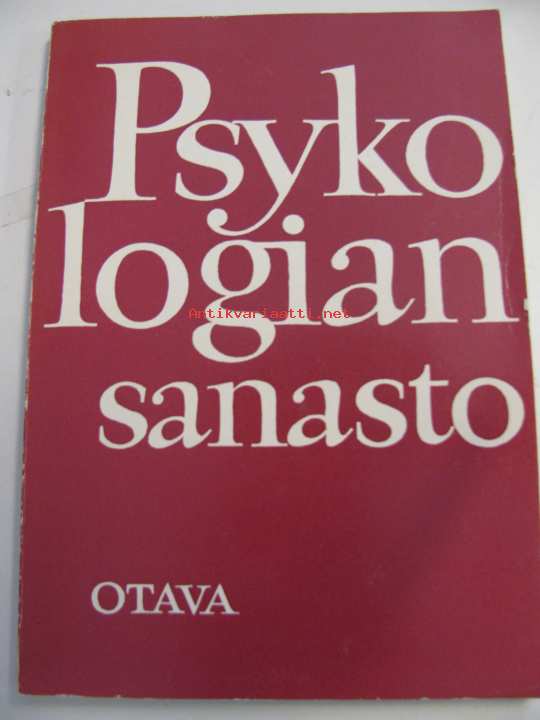 Psyko
logian
Antikvariaatti.net
sanasto
OTAVA